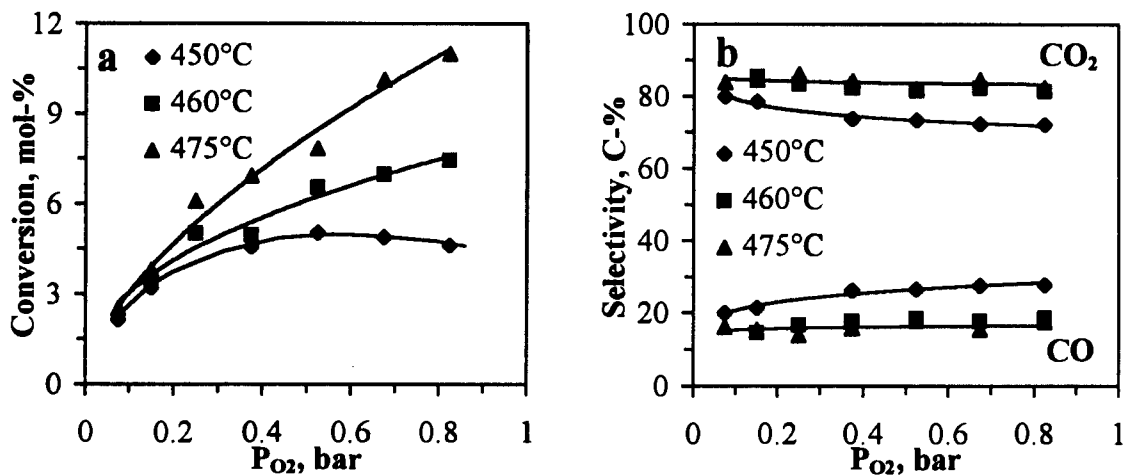 a
450°C
460°C
475°C
Conversion, mol-%
12
9
6
3
0
0 0.2 0.4 0.6 0.8 1
P_O2, bar
b
CO₂
450°C
460°C
475°C
CO
Selectivity, C-%
100
80
60
40
20
0
0 0.2 0.4 0.6 0.8 1
P_O2, bar